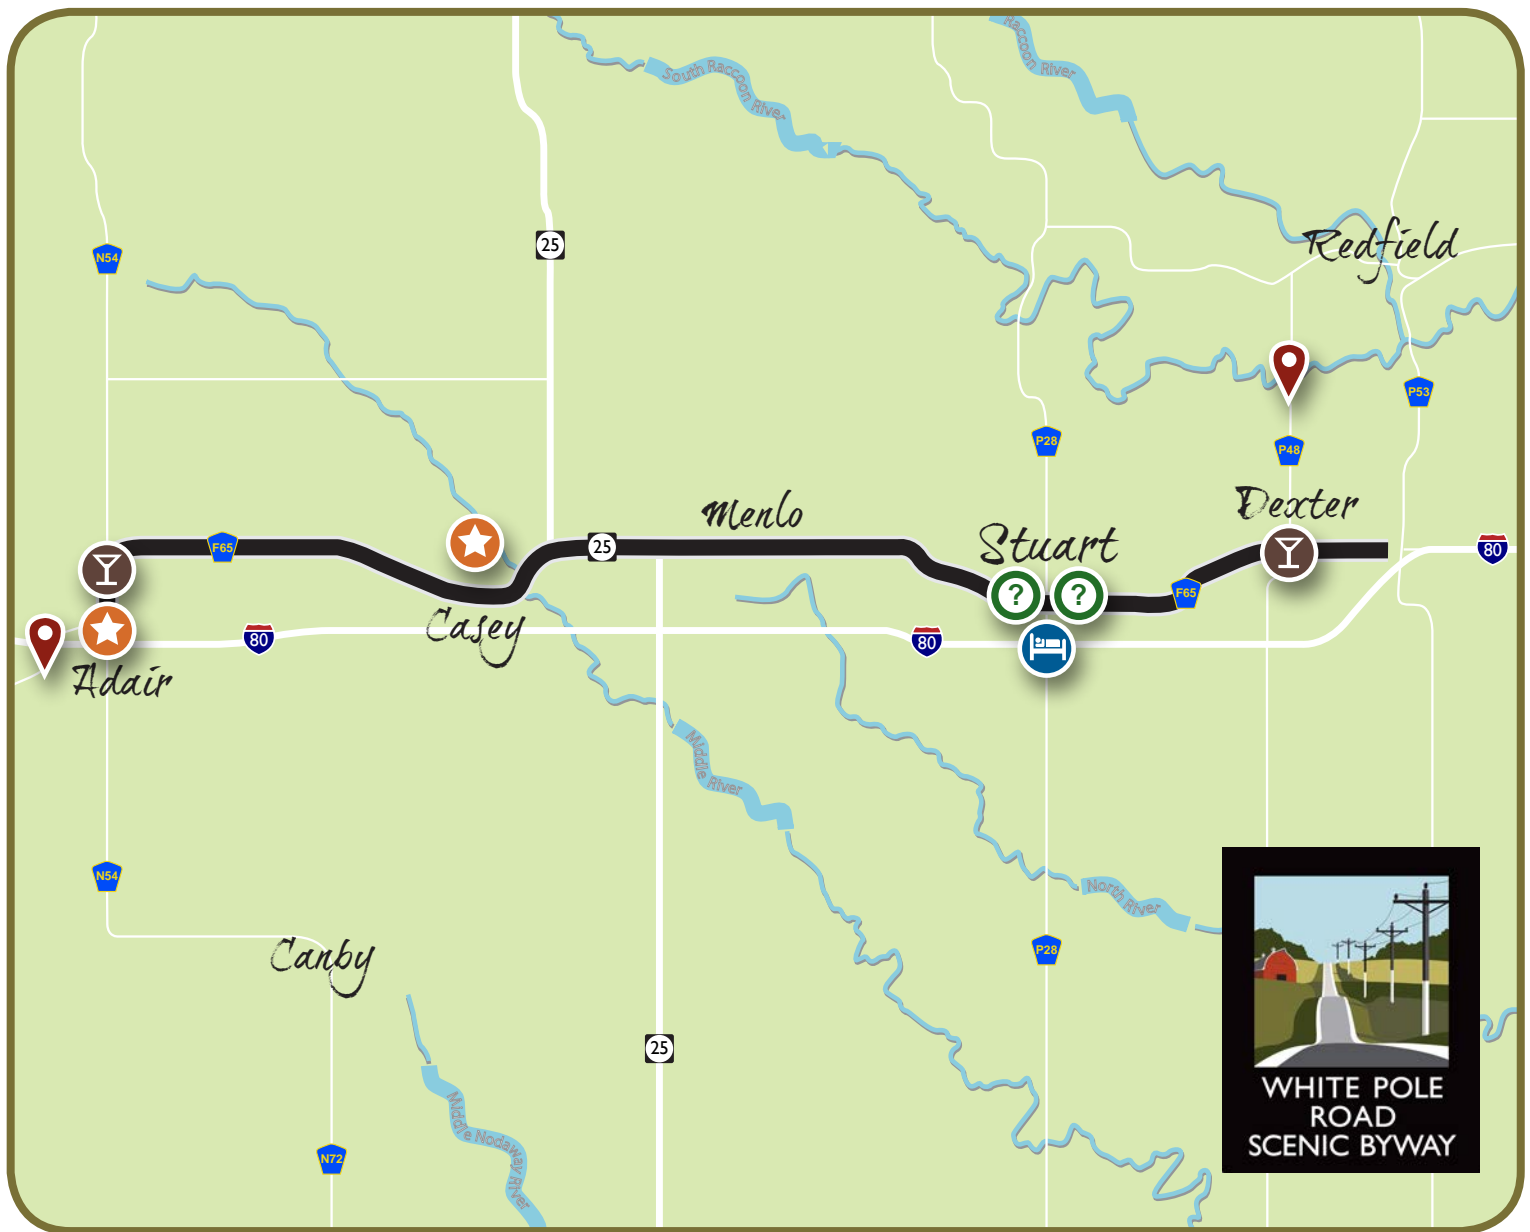 South Raccoon River
Raccoon River
Redfield
N54
25
P53
P28
P48
Dexter
Menlo
Stuart
F65
25
80
F65
Casey
80
80
Adair
?
?
Middle River
N54
North River
P28
Canby
25
Middle Nodaway River
N72
WHITE POLE
ROAD
SCENIC BYWAY